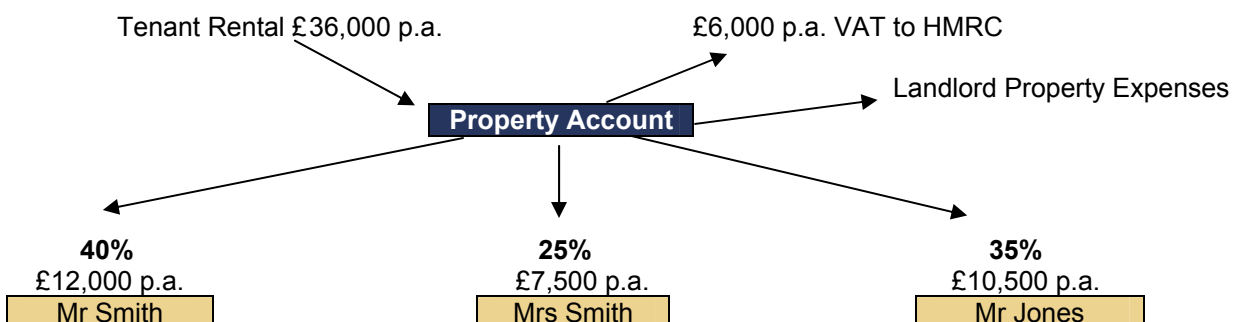 Tenant Rental £36,000 p.a.
£6,000 p.a. VAT to HMRC
Landlord Property Expenses
Property Account
40%
£12,000 p.a.
Mr Smith
25%
£7,500 p.a.
Mrs Smith
35%
£10,500 p.a.
Mr Jones